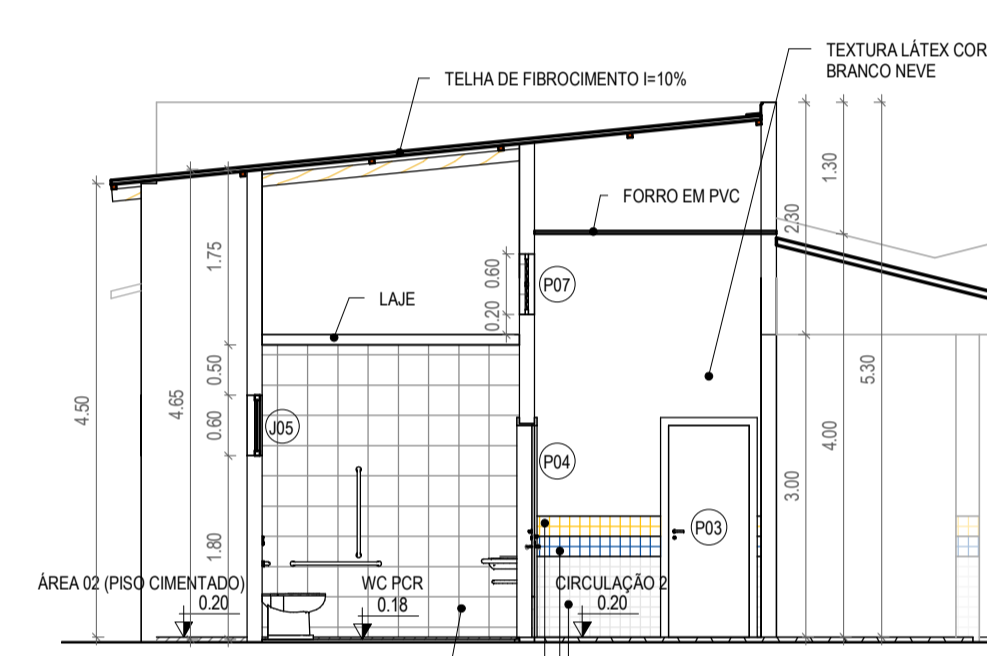 TEXTURA LÁTEX COR
BRANCO NEVE
TELHA DE FIBROCIMENTO I=10%
1.30
FORRO EM PVC
2.30
1.75
0.60
P07
LAJE
0.20
0.50
5.30
4.50
4.65
0.60
J05
4.00
P04
3.00
P03
1.80
ÁREA 02 (PISO CIMENTADO)
0.20
WC PCR
0.18
CIRCULAÇÃO 2
0.20